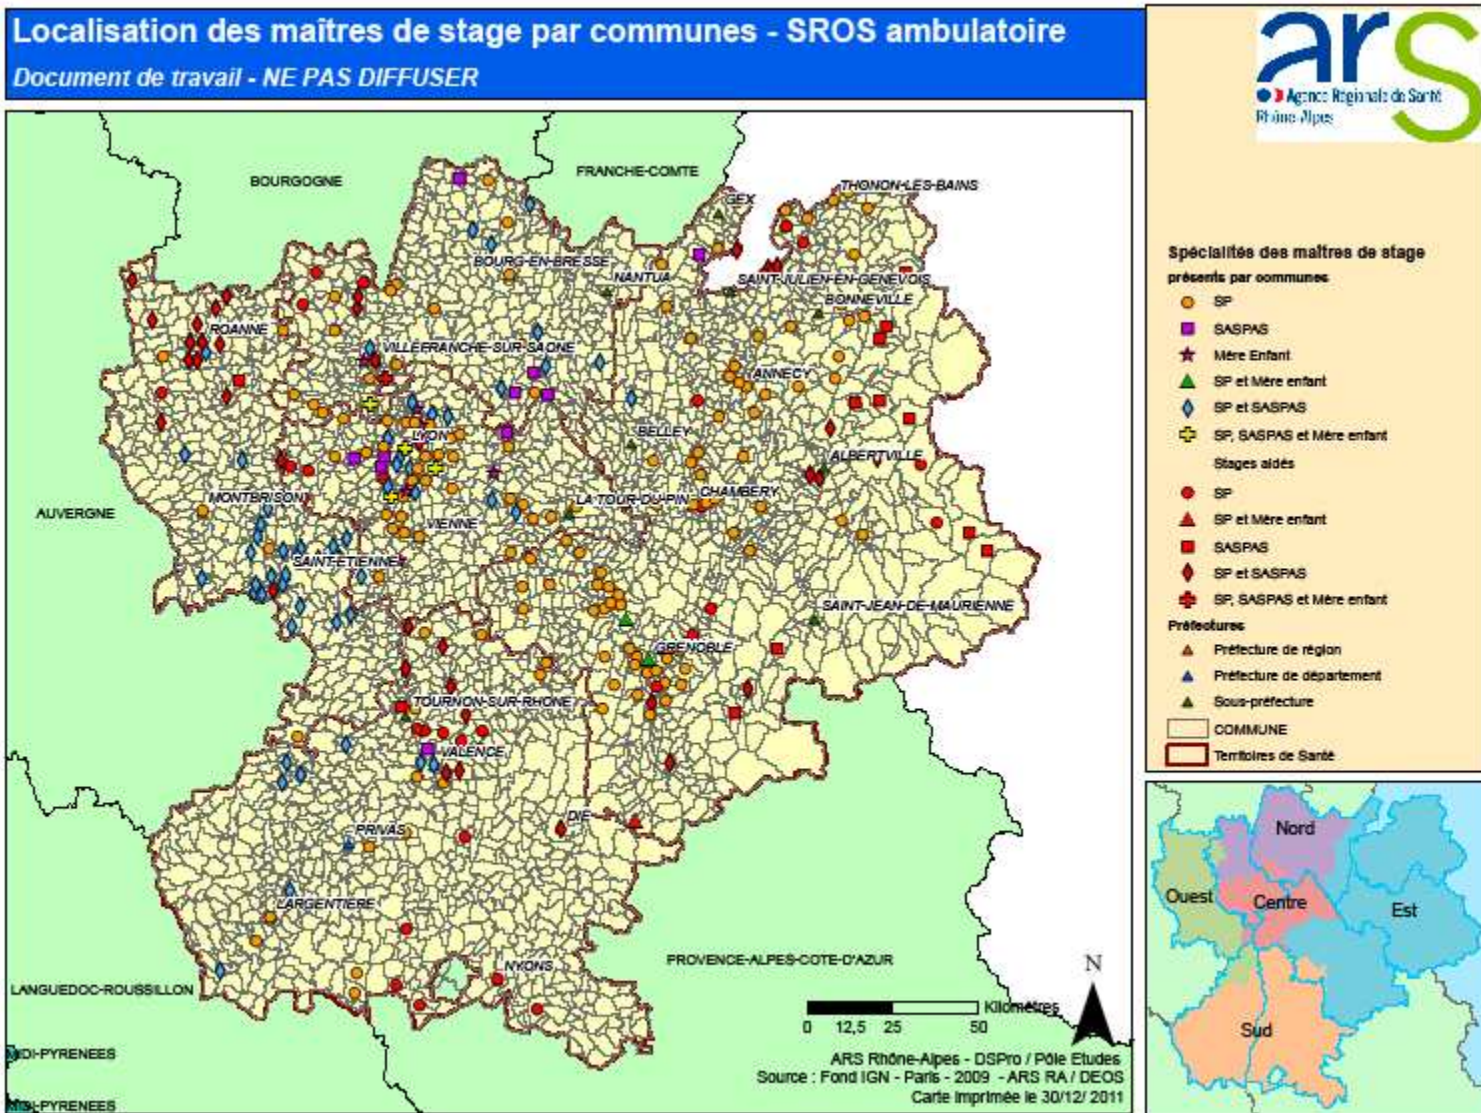 Localisation des maîtres de stage par communes - SROS ambulatoire
Document de travail - NE PAS DIFFUSER
ars
Agence Régionale de Santé
Rhône-Alpes
BOURGOGNE
FRANCHE-COMTE
THONON-LES-BAINS
GEX
BOURG-EN-BRESSE
NANTUA
SAINT-JULIEN-EN-GENEVOIS
BONNEVILLE
ROANNE
VILLEFRANCHE-SUR-SAONE
ANNECY
LYON
BELLEY
ALBERTVILLE
MONTBRISON
LA TOUR-DU-PIN
CHAMBERY
AUVERGNE
VIENNE
SAINT-ETIENNE
SAINT-JEAN-DE-MAURIENNE
GRENOBLE
TOURNON-SUR-RHONE
VALENCE
DIE
PRIVAS
LARGENTIERE
NYONS
PROVENCE-ALPES-COTE-D'AZUR
LANGUEDOC-ROUSSILLON
MIDI-PYRENEES
MIDI-PYRENEES
N
Kilomètres
0 12,5 25 50
ARS Rhône-Alpes - DSPro / Pôle Etudes
Source : Fond IGN - Paris - 2009 - ARS RA / DEOS
Carte imprimée le 30/12/ 2011
Spécialités des maîtres de stage
présents par communes
SP
SASPAS
Mère Enfant
SP et Mère enfant
SP et SASPAS
SP, SASPAS et Mère enfant
Stages aidés
SP
SP et Mère enfant
SASPAS
SP et SASPAS
SP, SASPAS et Mère enfant
Préfectures
Préfecture de région
Préfecture de département
Sous-préfecture
COMMUNE
Territoires de Santé
Nord
Ouest
Centre
Est
Sud